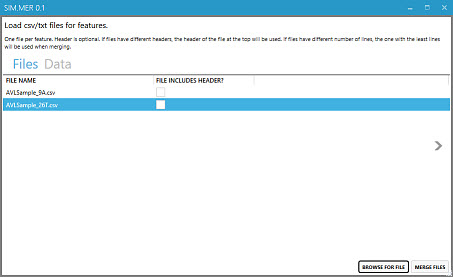 SIM.MER 0.1
Load csv/txt files for features.
One file per feature. Header is optional. If files have different headers, the header of the file at the top will be used. If files have different number of lines, the one with the least lines
will be used when merging.
Files Data
FILE NAME FILE INCLUDES HEADER?
AVLSample_9A.csv
AVLSample_26T.csv
BROWSE FOR FILE MERGE FILES